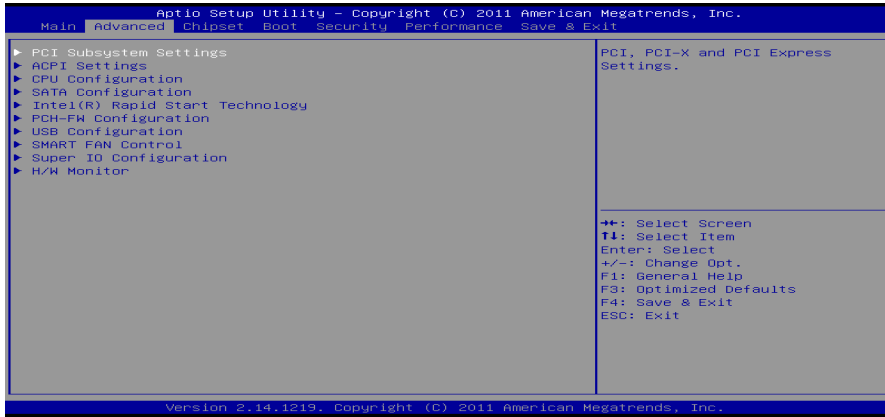 Aptio Setup Utility – Copyright (C) 2011 American Megatrends, Inc.
Main Advanced Chipset Boot Security Performance Save & Exit
► PCI Subsystem Settings
► ACPI Settings
► CPU Configuration
► SATA Configuration
► Intel(R) Rapid Start Technology
► PCH-FW Configuration
► USB Configuration
► SMART FAN Control
► Super IO Configuration
► H/W Monitor
PCI, PCI-X and PCI Express
Settings.
→←: Select Screen
↑↓: Select Item
Enter: Select
+/-: Change Opt.
F1: General Help
F3: Optimized Defaults
F4: Save & Exit
ESC: Exit
Version 2.14.1219. Copyright (C) 2011 American Megatrends, Inc.